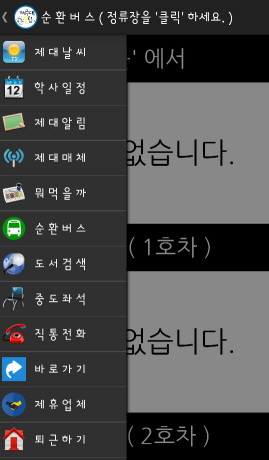 순 환 버 스 ( 정류장을 '클릭' 하세요. )
제 대 날 씨
학 사 일 정
제 대 알 림
제 대 매 체
뭐 먹 을 까
순 환 버 스
도 서 검 색
중 도 좌 석
직 통 전 화
바 로 가 기
제 휴 업 체
퇴 근 하 기
' 에서
없습니다.
( 1호차 )
없습니다.
( 2호차 )